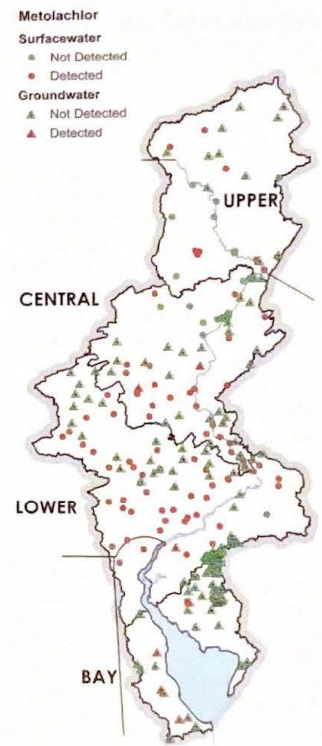 Metolachlor
Surfacewater
Not Detected
Detected
Groundwater
Not Detected
Detected
UPPER
CENTRAL
LOWER
BAY